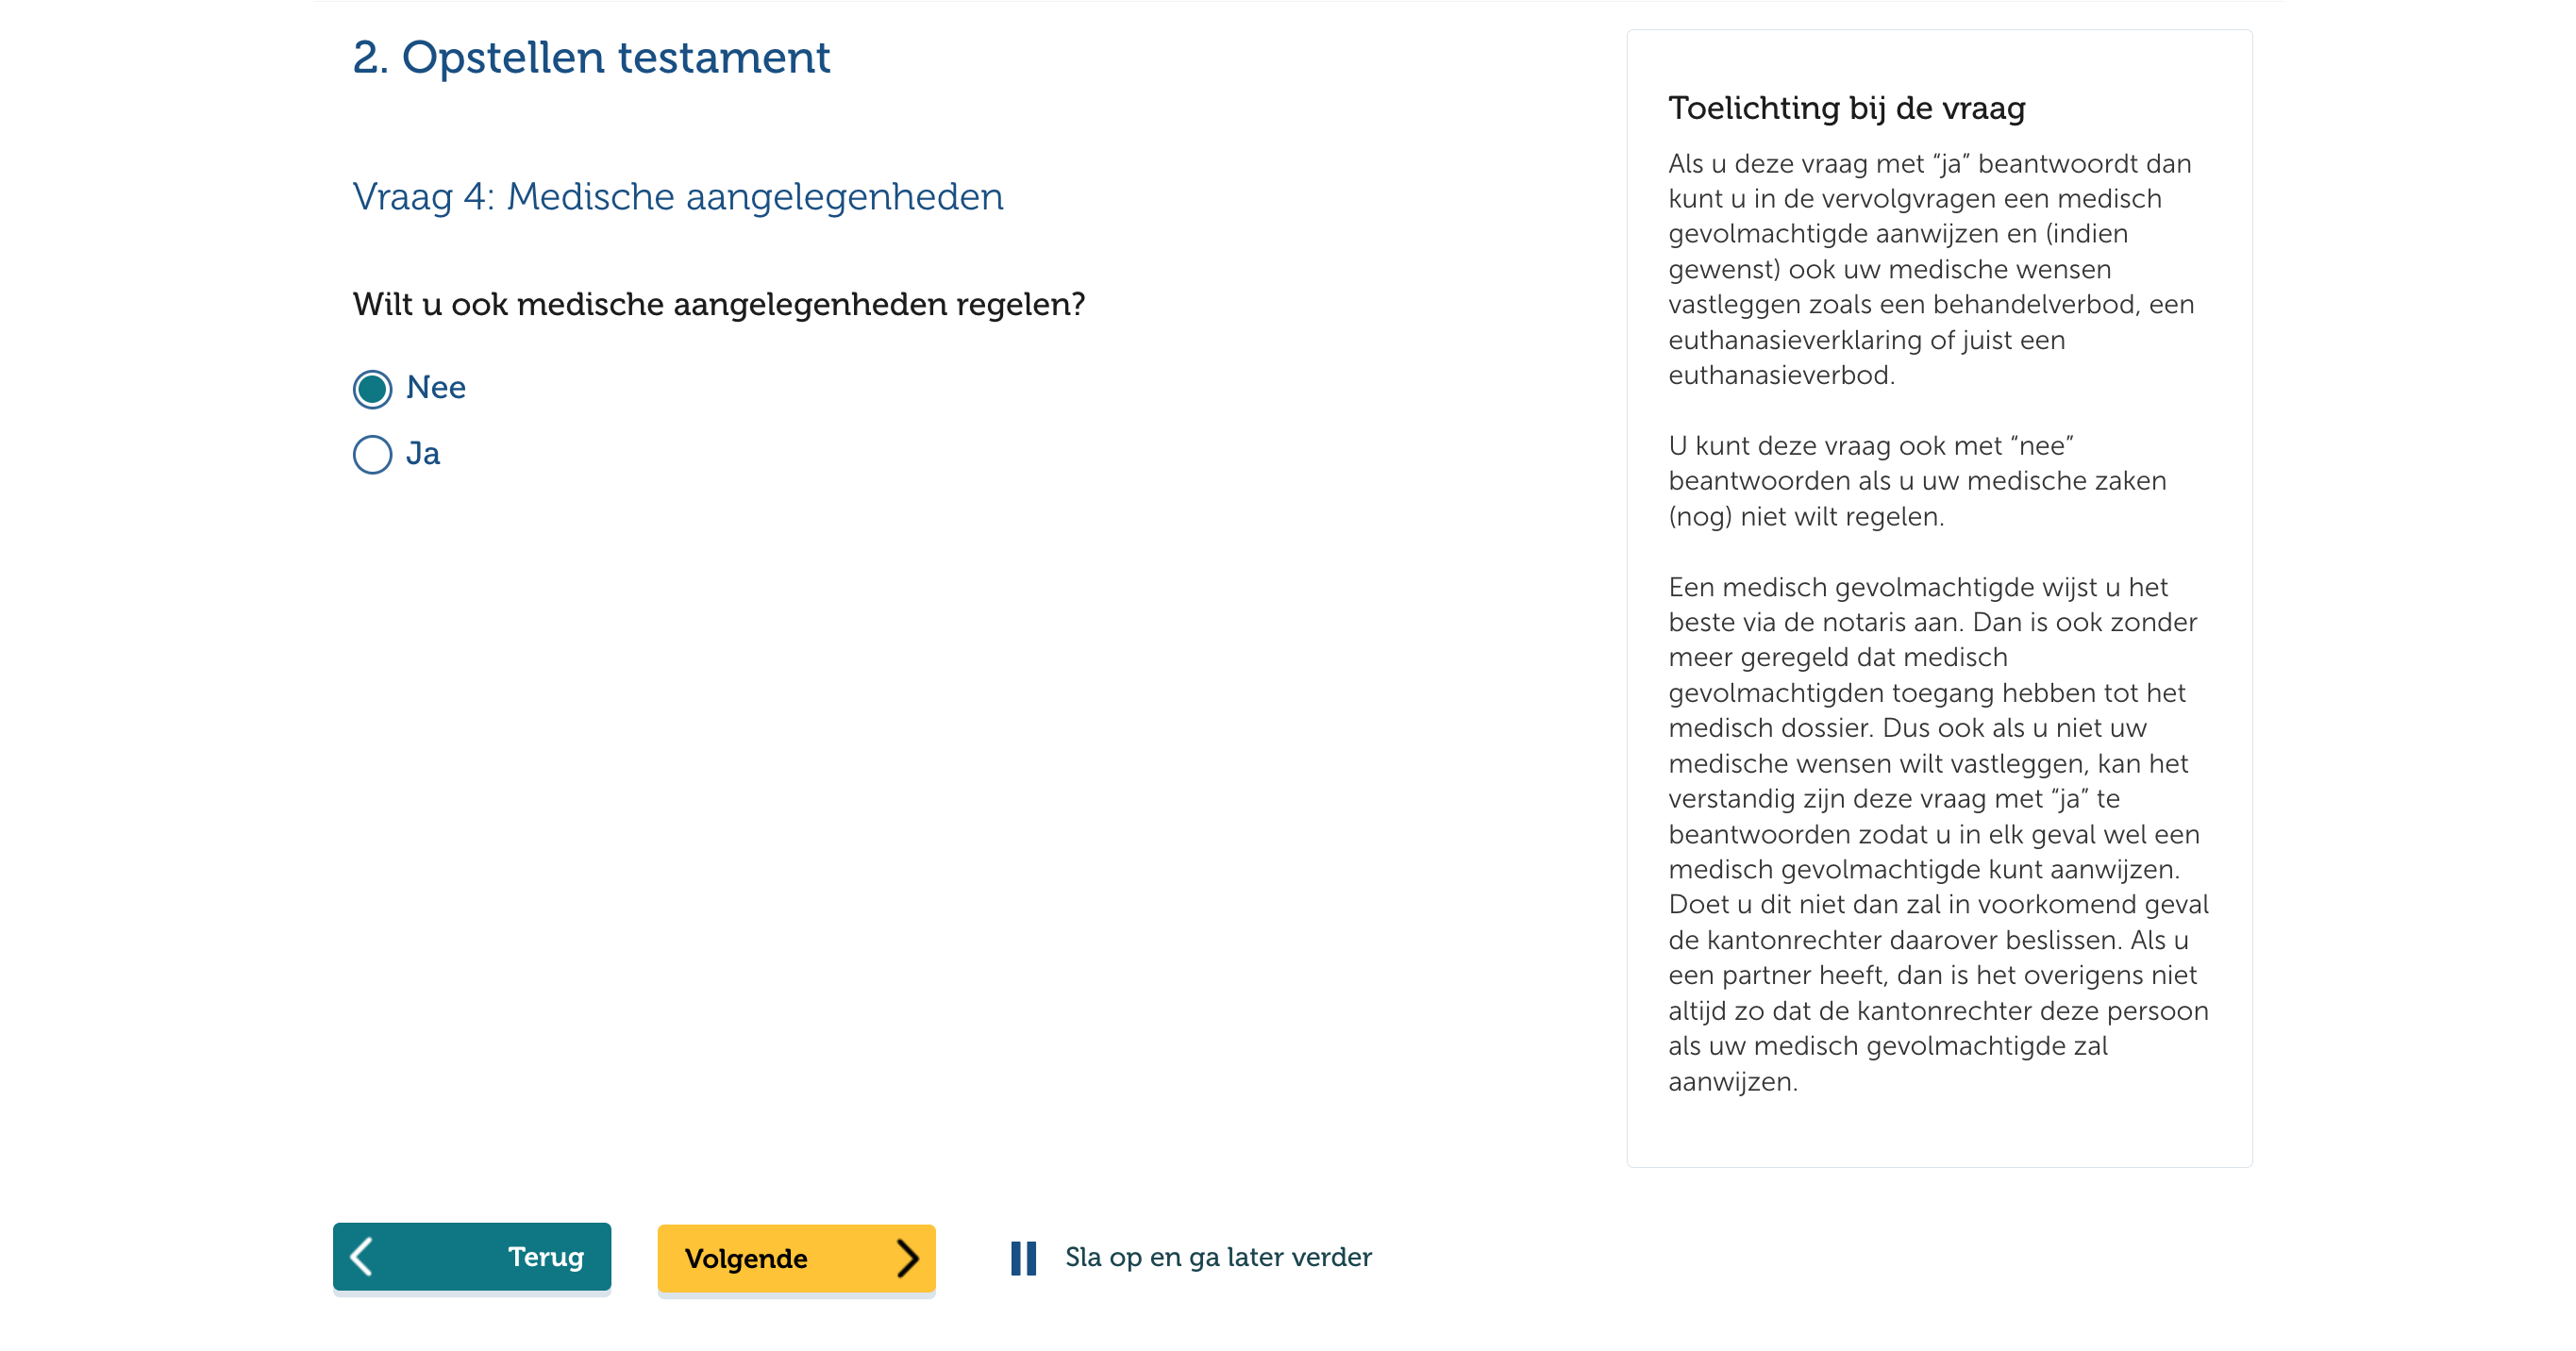 2. Opstellen testament
Vraag 4: Medische aangelegenheden
Wilt u ook medische aangelegenheden regelen?
Nee
Ja
Toelichting bij de vraag
Als u deze vraag met “ja” beantwoordt dan
kunt u in de vervolgvragen een medisch
gevolmachtigde aanwijzen en (indien
gewenst) ook uw medische wensen
vastleggen zoals een behandelverbod, een
euthanasieverklaring of juist een
euthanasieverbod.
U kunt deze vraag ook met “nee”
beantwoorden als u uw medische zaken
(nog) niet wilt regelen.
Een medisch gevolmachtigde wijst u het
beste via de notaris aan. Dan is ook zonder
meer geregeld dat medisch
gevolmachtigden toegang hebben tot het
medisch dossier. Dus ook als u niet uw
medische wensen wilt vastleggen, kan het
verstandig zijn deze vraag met “ja” te
beantwoorden zodat u in elk geval wel een
medisch gevolmachtigde kunt aanwijzen.
Doet u dit niet dan zal in voorkomend geval
de kantonrechter daarover beslissen. Als u
een partner heeft, dan is het overigens niet
altijd zo dat de kantonrechter deze persoon
als uw medisch gevolmachtigde zal
aanwijzen.
Terug
Volgende
Sla op en ga later verder